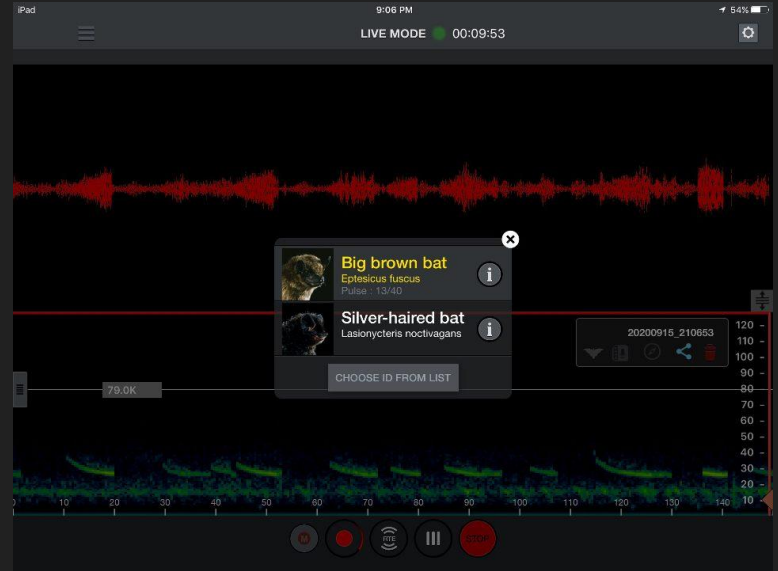 iPad
9:06 PM
54%
LIVE MODE 00:09:53
Big brown bat
Eptesicus fuscus
Pulse : 13/40
i
Silver-haired bat
Lasionycteris noctivagans
i
CHOOSE ID FROM LIST
20200915_210653
120
110
100
90
80
70
60
50
40
30
20
10
79.0K
0 10 20 30 40 50 60 70 80 90 100 110 120 130 140
M
RTE
STOP